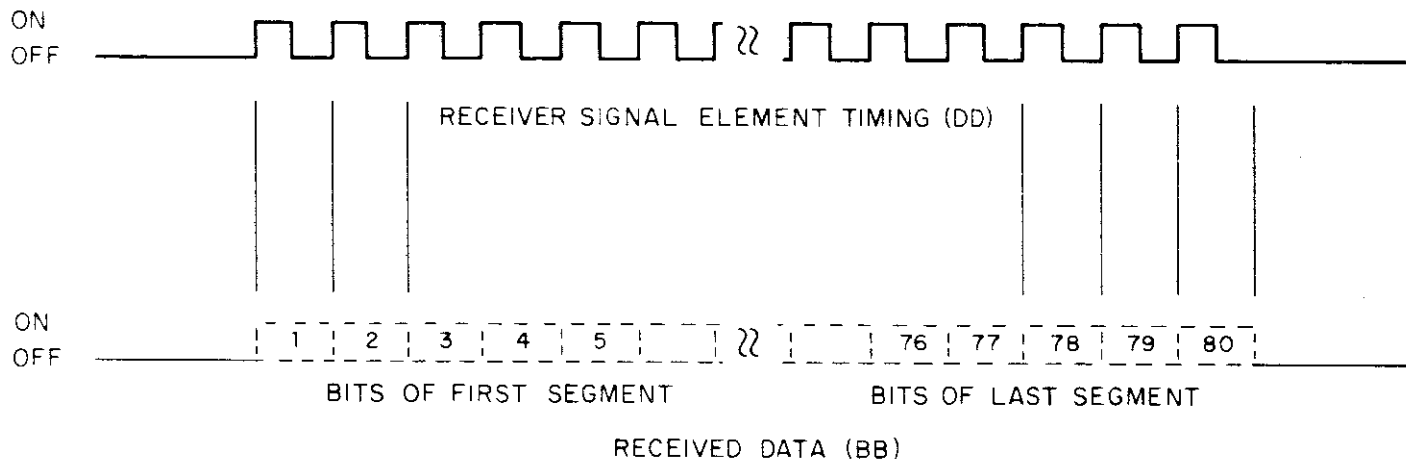 ON
OFF
RECEIVER SIGNAL ELEMENT TIMING (DD)
ON
OFF
1 2 3 4 5 76 77 78 79 80
BITS OF FIRST SEGMENT BITS OF LAST SEGMENT
RECEIVED DATA (BB)